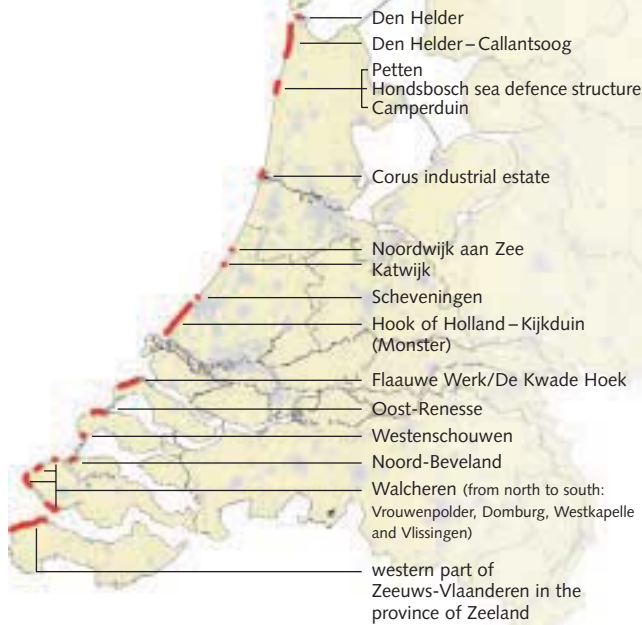 Den Helder
Den Helder – Callantsoog
Petten
Hondsbosch sea defence structure
Camperduin
Corus industrial estate
Noordwijk aan Zee
Katwijk
Scheveningen
Hook of Holland – Kijkduin
(Monster)
Flaauwe Werk/De Kwade Hoek
Oost-Renesse
Westenschouwen
Noord-Beveland
Walcheren (from north to south:
Vrouwenpolder, Domburg, Westkapelle
and Vlissingen)
western part of
Zeeuws-Vlaanderen in the
province of Zeeland